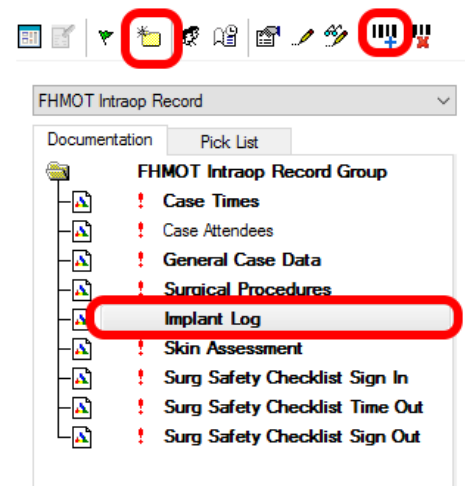 FHMOT Intraop Record
Documentation Pick List
FHMOT Intraop Record Group
! Case Times
! Case Attendees
! General Case Data
! Surgical Procedures
Implant Log
! Skin Assessment
! Surg Safety Checklist Sign In
! Surg Safety Checklist Time Out
! Surg Safety Checklist Sign Out